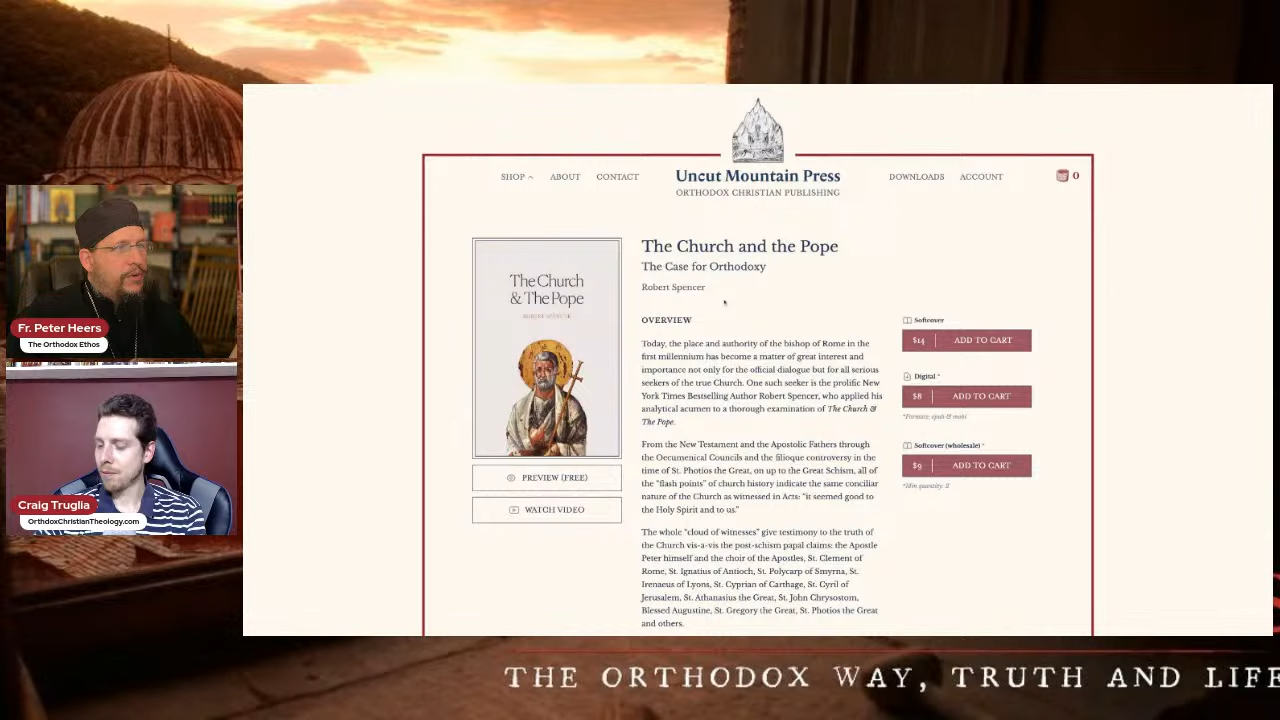 Uncut Mountain Press
ORTHODOX CHRISTIAN PUBLISHING
SHOP
ABOUT
CONTACT
DOWNLOADS
ACCOUNT
0
The Church
& The Pope
ROBERT SPENCER
PREVIEW (FREE)
WATCH VIDEO
The Church and the Pope
The Case for Orthodoxy
Robert Spencer
OVERVIEW
Today, the place and authority of the bishop of Rome in the
first millennium has become a matter of great interest and
importance not only for the official dialogue but for all serious
seekers of the true Church. One such seeker is the prolific New
York Times Bestselling Author Robert Spencer, who applied his
analytical acumen to a thorough examination of The Church &
The Pope.
From the New Testament and the Apostolic Fathers through
the Oecumenical Councils and the filioque controversy in the
time of St. Photios the Great, on up to the Great Schism, all of
the "flash points" of church history indicate the same conciliar
nature of the Church as witnessed in Acts: "it seemed good to
the Holy Spirit and to us."
The whole "cloud of witnesses" give testimony to the truth of
the Church vis-a-vis the post-schism papal claims: the Apostle
Peter himself and the choir of the Apostles, St. Clement of
Rome, St. Ignatius of Antioch, St. Polycarp of Smyrna, St.
Irenaeus of Lyons, St. Cyprian of Carthage, St. Cyril of
Jerusalem, St. Athanasius the Great, St. John Chrysostom,
Blessed Augustine, St. Gregory the Great, St. Photios the Great
and others.
Softcover
$14 ADD TO CART
Digital *
$8 ADD TO CART
*Formats: epub & mobi
Softcover (wholesale) *
$9 ADD TO CART
*Min quantity: 2
Fr. Peter Heers
The Orthodox Ethos
Craig Truglia
OrthodoxChristianTheology.com
THE ORTHODOX WAY, TRUTH AND LIFE